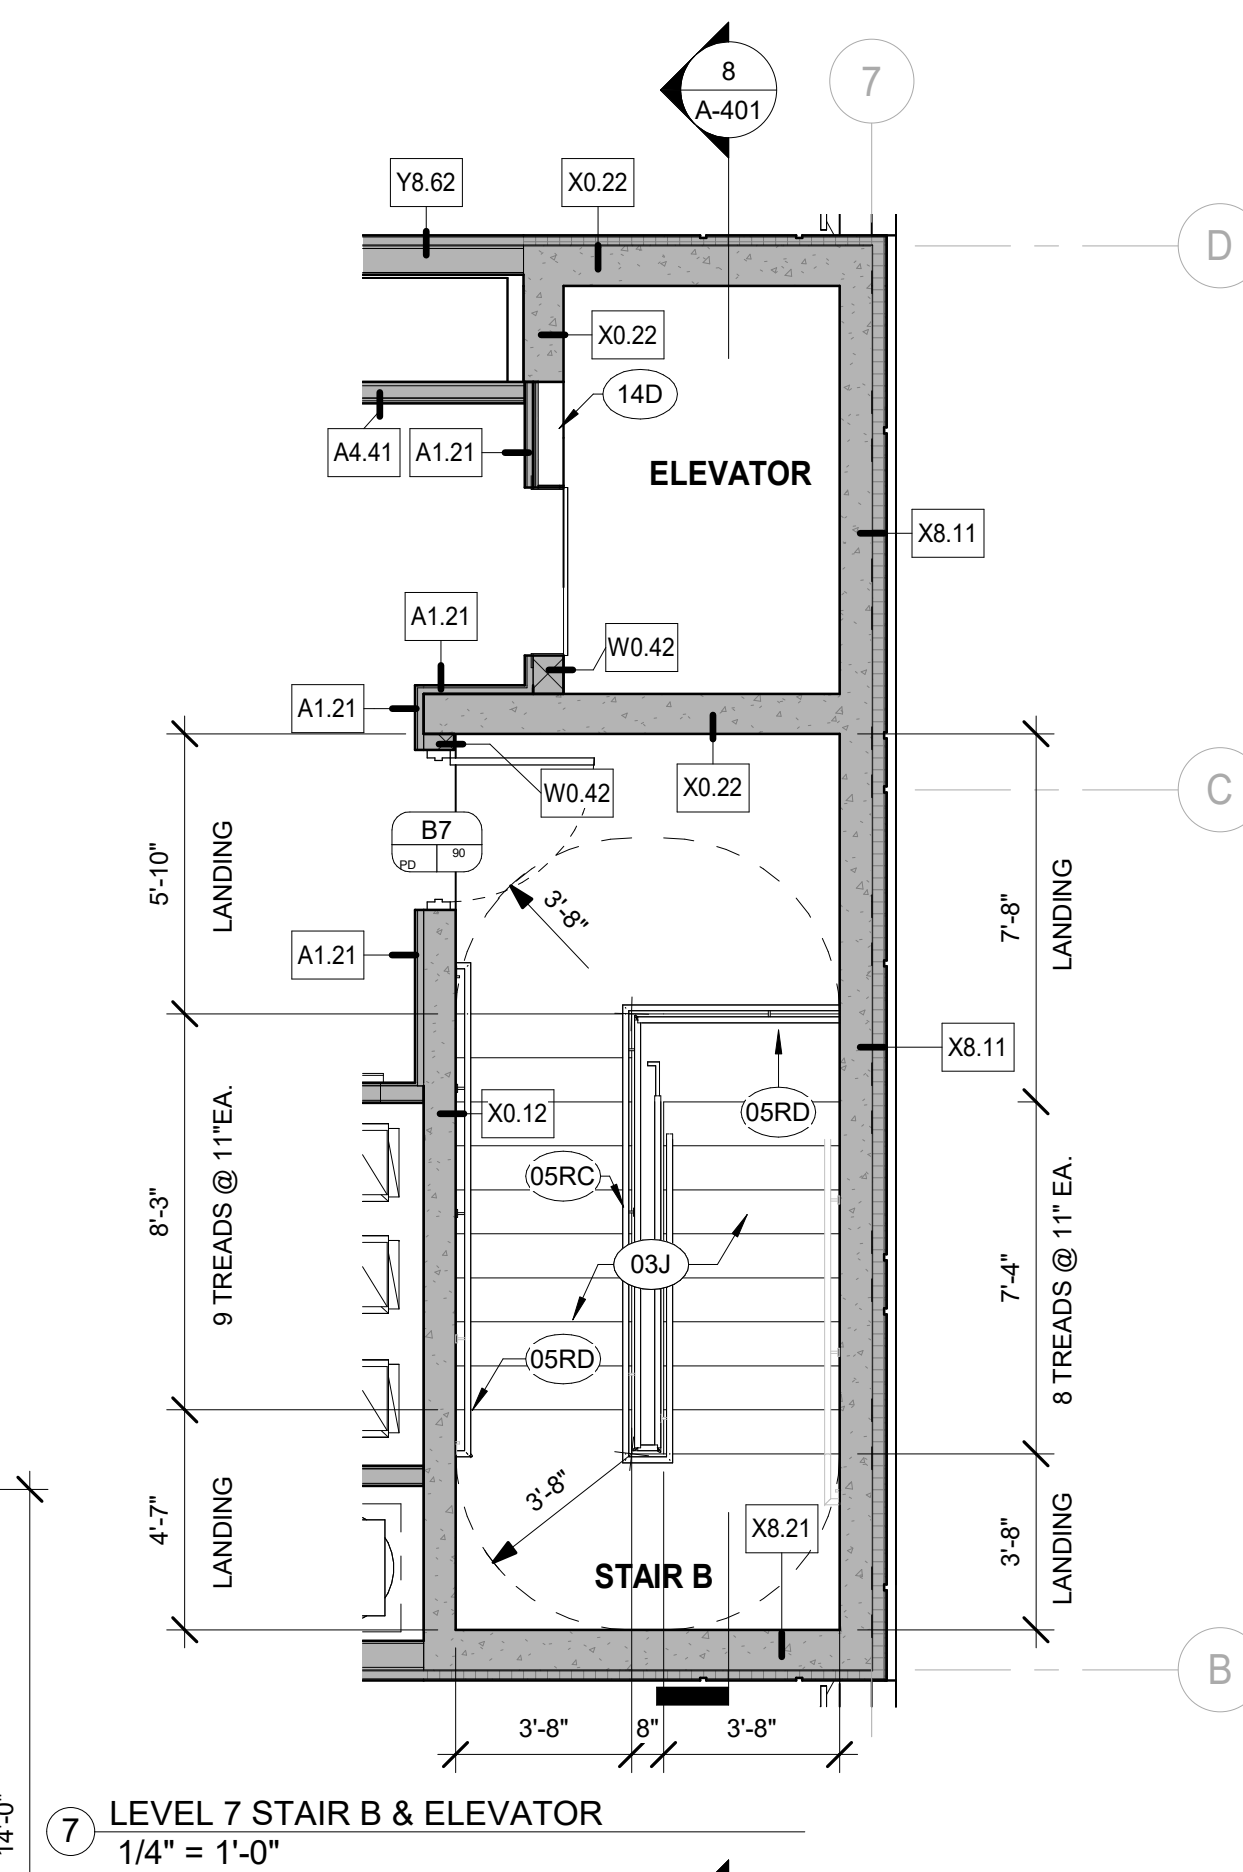 8
A-401
7
Y8.62
X0.22
D
X0.22
14D
A4.41
A1.21
ELEVATOR
X8.11
A1.21
W0.42
A1.21
X0.22
W0.42
C
B7
PD
90
5'-10"
LANDING
3'-8"
7'-8"
LANDING
A1.21
X8.11
X0.12
05RD
05RC
9 TREADS @ 11"EA.
8'-3"
03J
7'-4"
8 TREADS @ 11" EA.
05RD
3'-8"
4'-7"
LANDING
X8.21
3'-8"
LANDING
STAIR B
B
3'-8"
8"
3'-8"
14'-0"
7
LEVEL 7 STAIR B & ELEVATOR
1/4" = 1'-0"